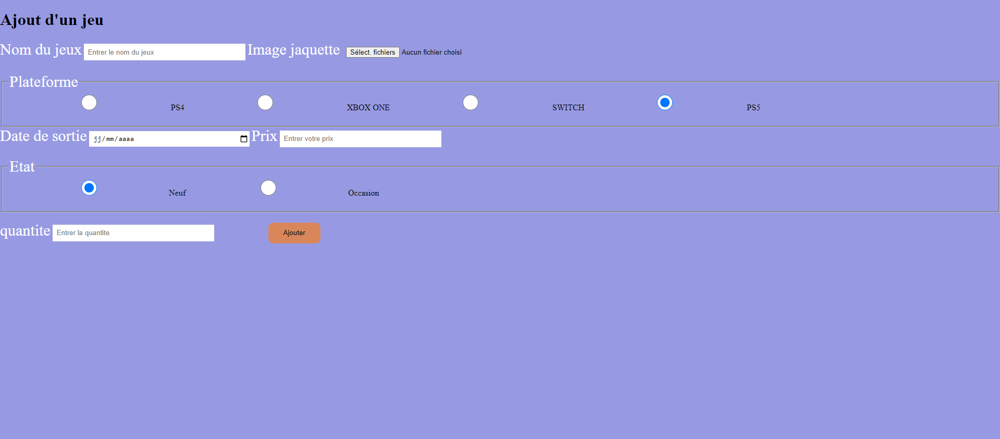 Ajout d'un jeu
Nom du jeux Entrer le nom du jeux Image jaquette Sélect. fichiers Aucun fichier choisi
Plateforme
PS4 XBOX ONE SWITCH PS5
Date de sortie jj/mm/aaaa Prix Entrer votre prix
Etat
Neuf Occasion
quantite Entrer la quantite Ajouter